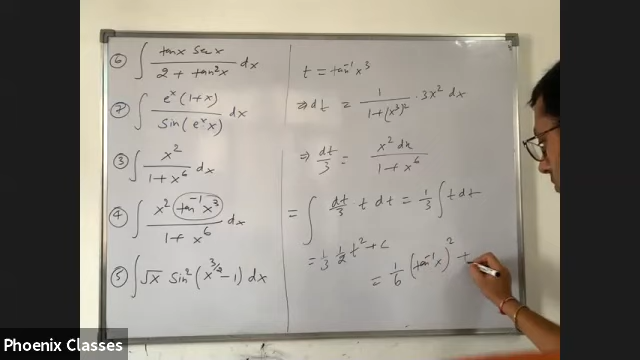 ⑥ ∫ tanx secx / 2 + tan²x dx
⑦ ∫ eˣ(1+x) / sin(eˣx) dx
③ ∫ x² / 1+x⁶ dx
④ ∫ x² tan⁻¹x³ / 1+x⁶ dx
⑤ ∫ √x sin²(x^3/2 −1) dx
t = tan⁻¹x³
⇒ dt = 1 / 1+(x³)² · 3x² dx
⇒ dt/3 = x² dx / 1+x⁶
= ∫ dt/3 t dt = 1/3 ∫ t dt
= 1/3 1/2 t² + c
= 1/6 (tan⁻¹x)² +
Phoenix Classes